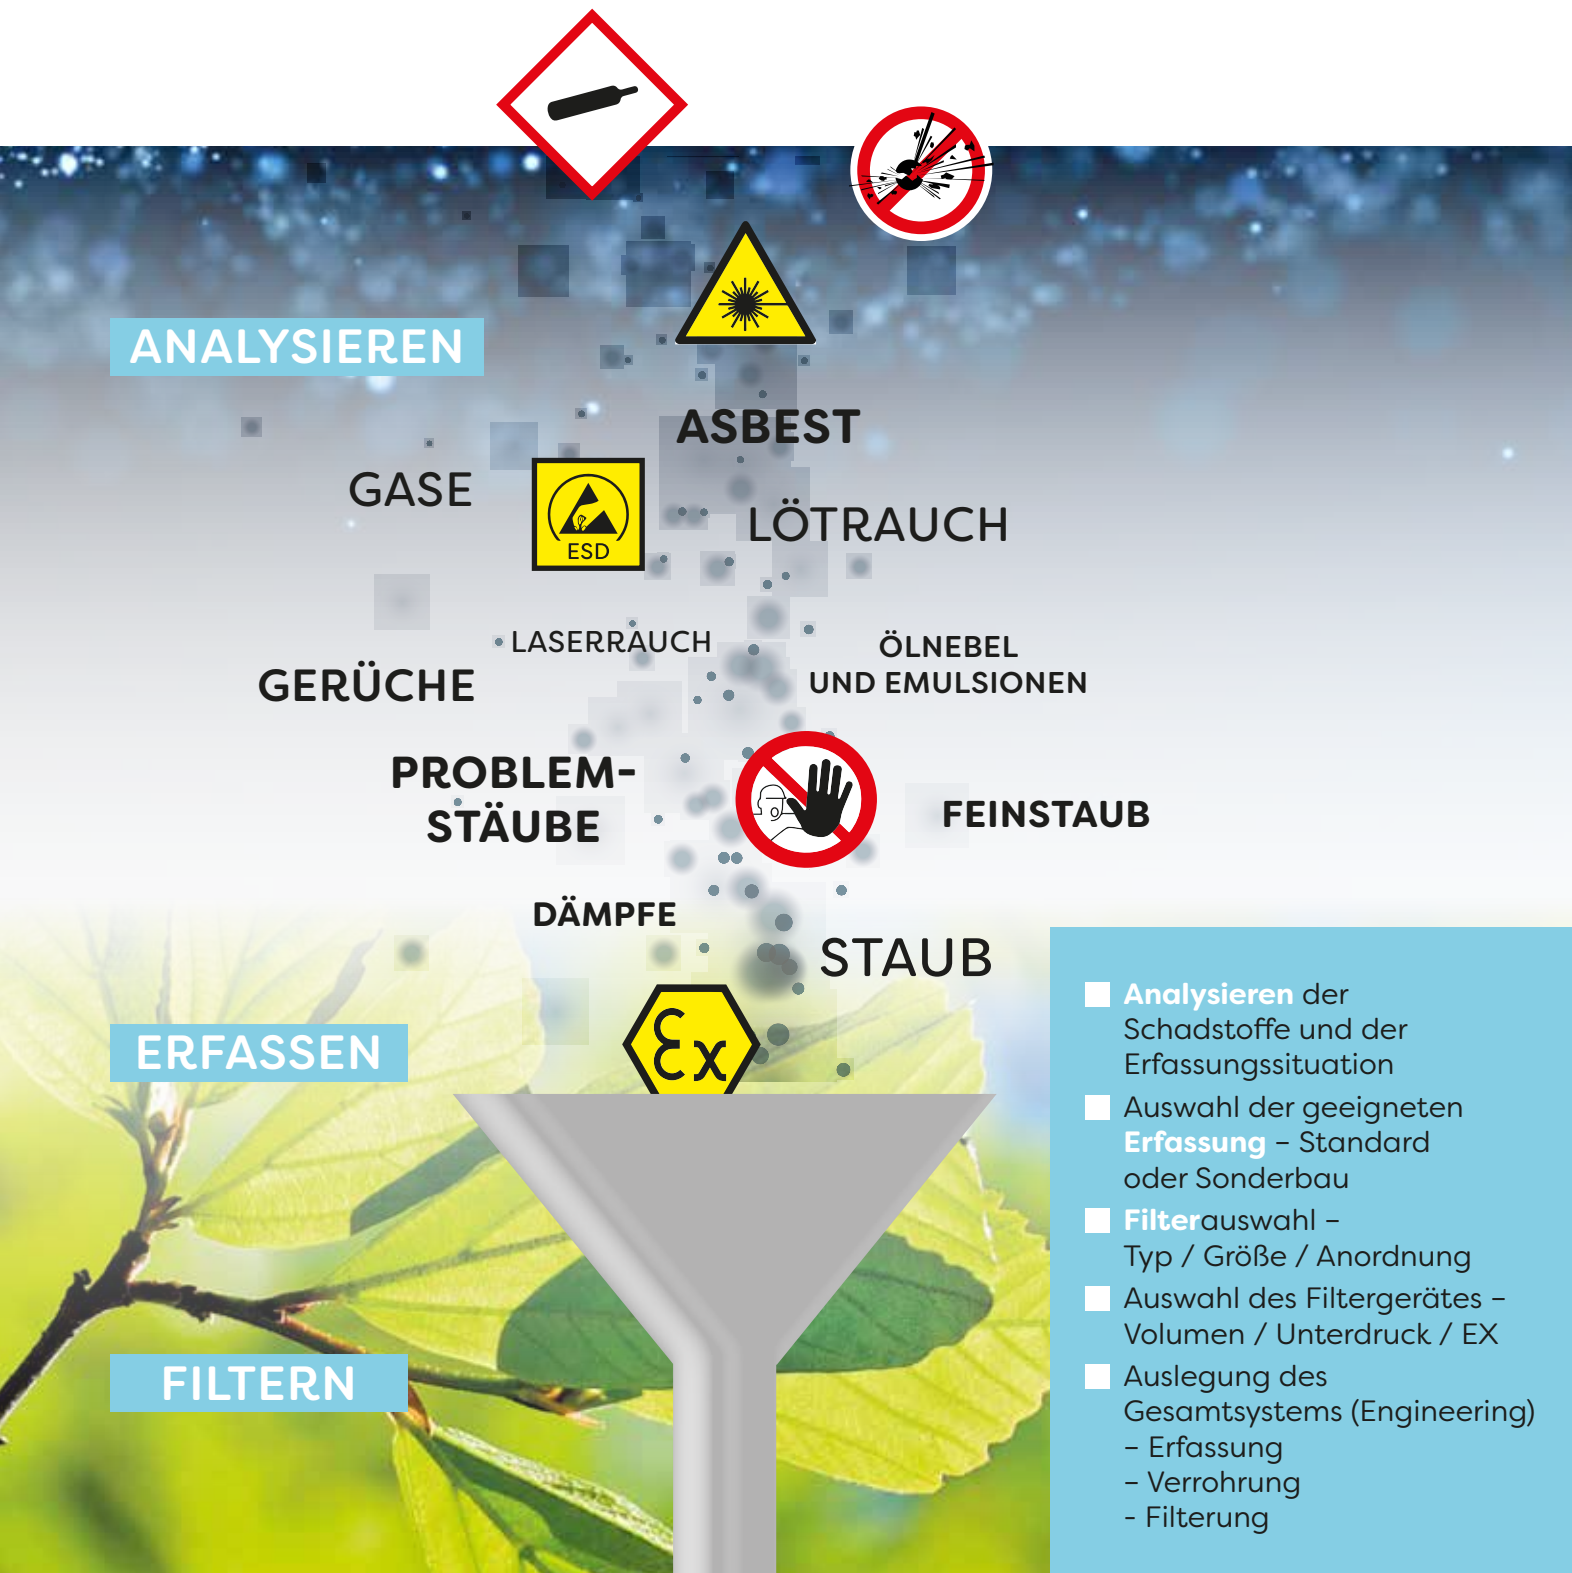 ANALYSIEREN
ASBEST
GASE
ESD
LÖTRAUCH
LASERRAUCH
ÖLNEBEL
UND EMULSIONEN
GERÜCHE
PROBLEM-
STÄUBE
FEINSTAUB
DÄMPFE
STAUB
ERFASSEN
Ex
FILTERN
Analysieren der
Schadstoffe und der
Erfassungssituation
Auswahl der geeigneten
Erfassung – Standard
oder Sonderbau
Filterauswahl –
Typ / Größe / Anordnung
Auswahl des Filtergerätes –
Volumen / Unterdruck / EX
Auslegung des
Gesamtsystems (Engineering)
– Erfassung
– Verrohrung
- Filterung